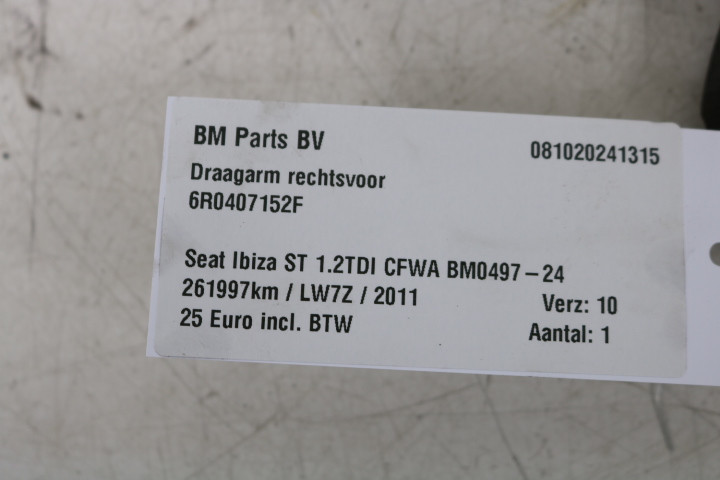 BM Parts BV 081020241315
Draagarm rechtsvoor
6R0407152F
Seat Ibiza ST 1.2TDI CFWA BM0497-24
261997km / LW7Z / 2011 Verz: 10
25 Euro incl. BTW Aantal: 1